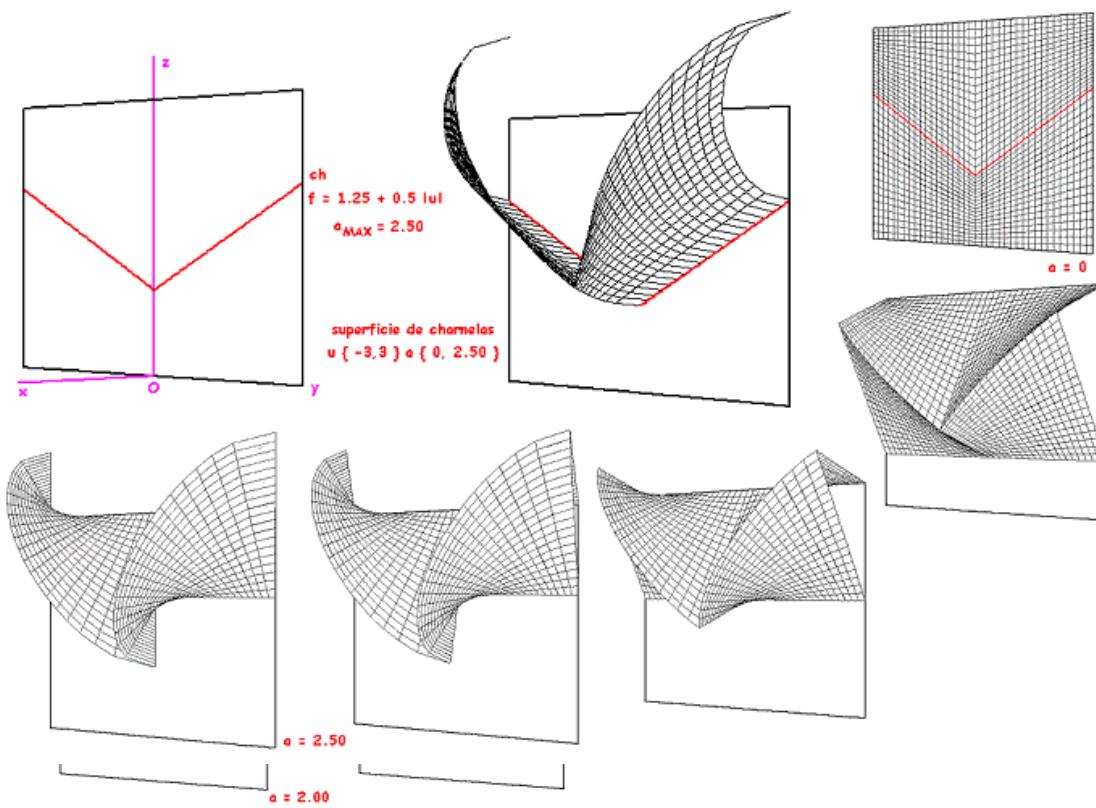 z
ch
f = 1.25 + 0.5 |u|
aMAX = 2.50
x
O
y
superficie de charnelas
u { -3,3 } a { 0, 2.50 }
a = 0
a = 2.50
a = 2.00